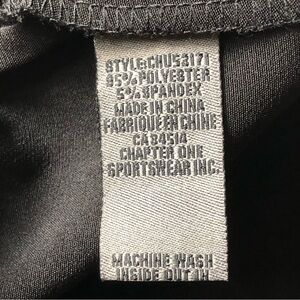 STYLE:CHU53171
95%POLYESTER
5%SPANDEX
MADE IN CHINA
FABRIQUE EN CHINE
CA 84514
CHAPTER ONE
SPORTSWEAR INC.
MACHINE WASH
INSIDE OUT IN